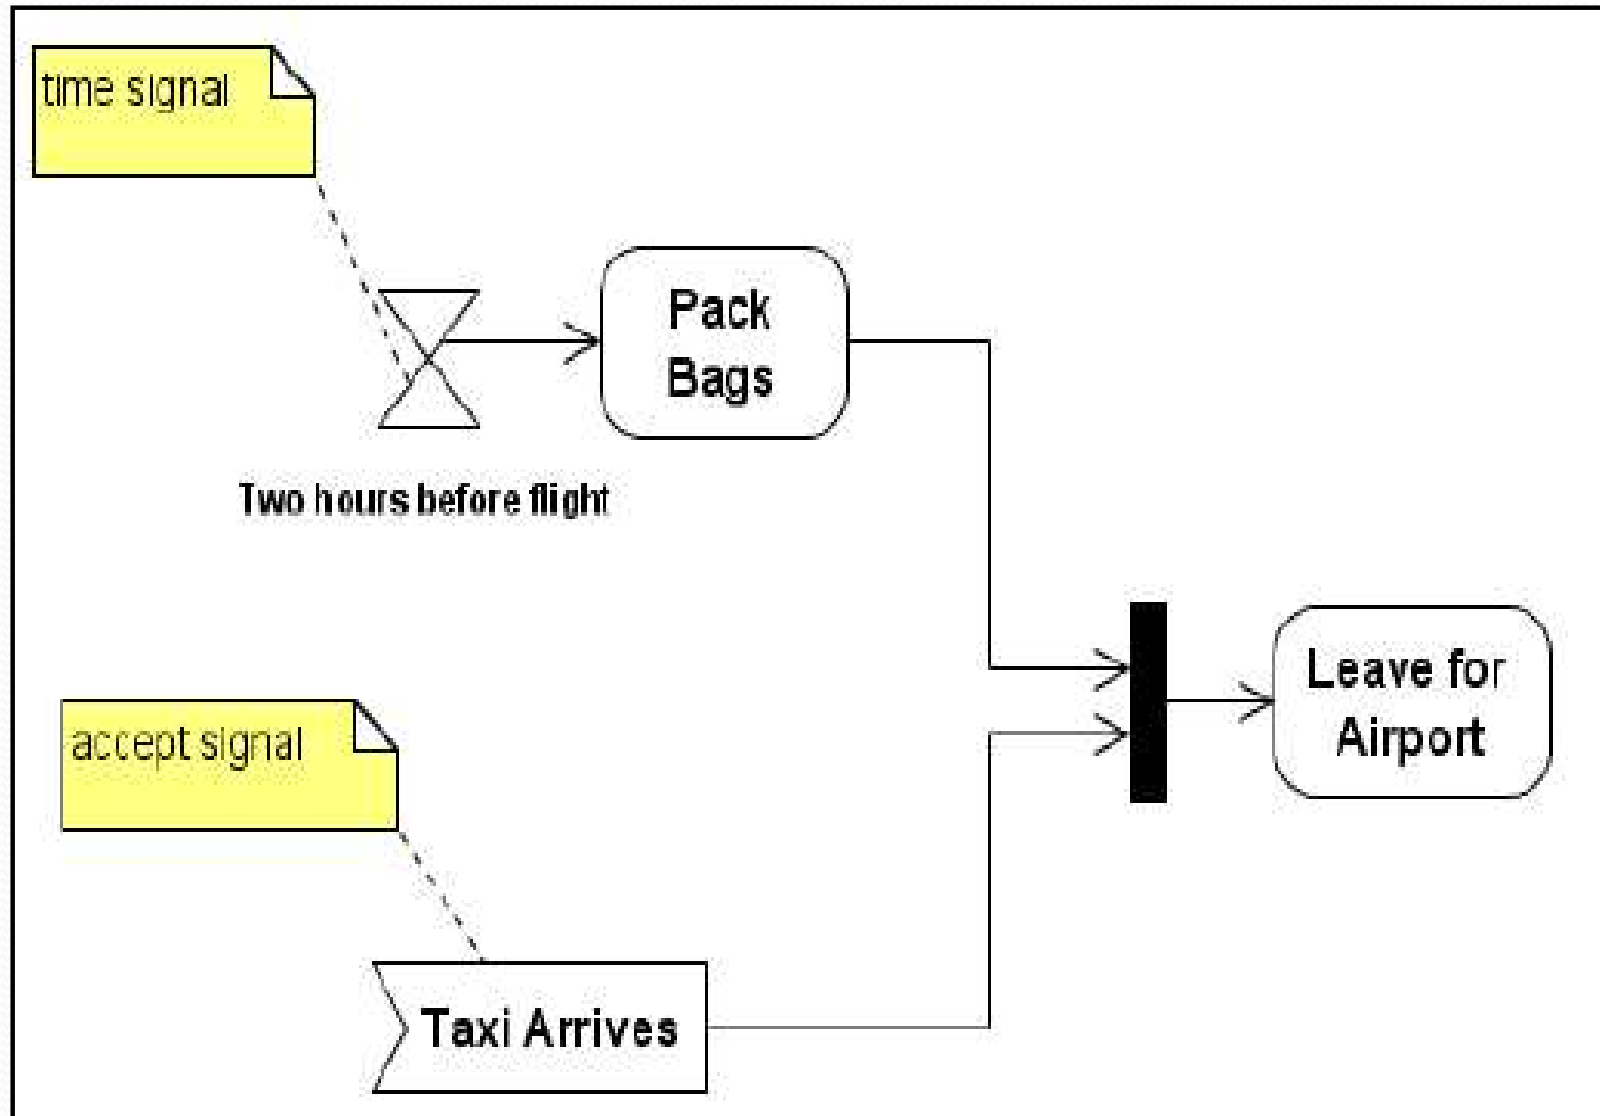 time signal
Pack
Bags
Two hours before flight
Leave for
Airport
accept signal
Taxi Arrives